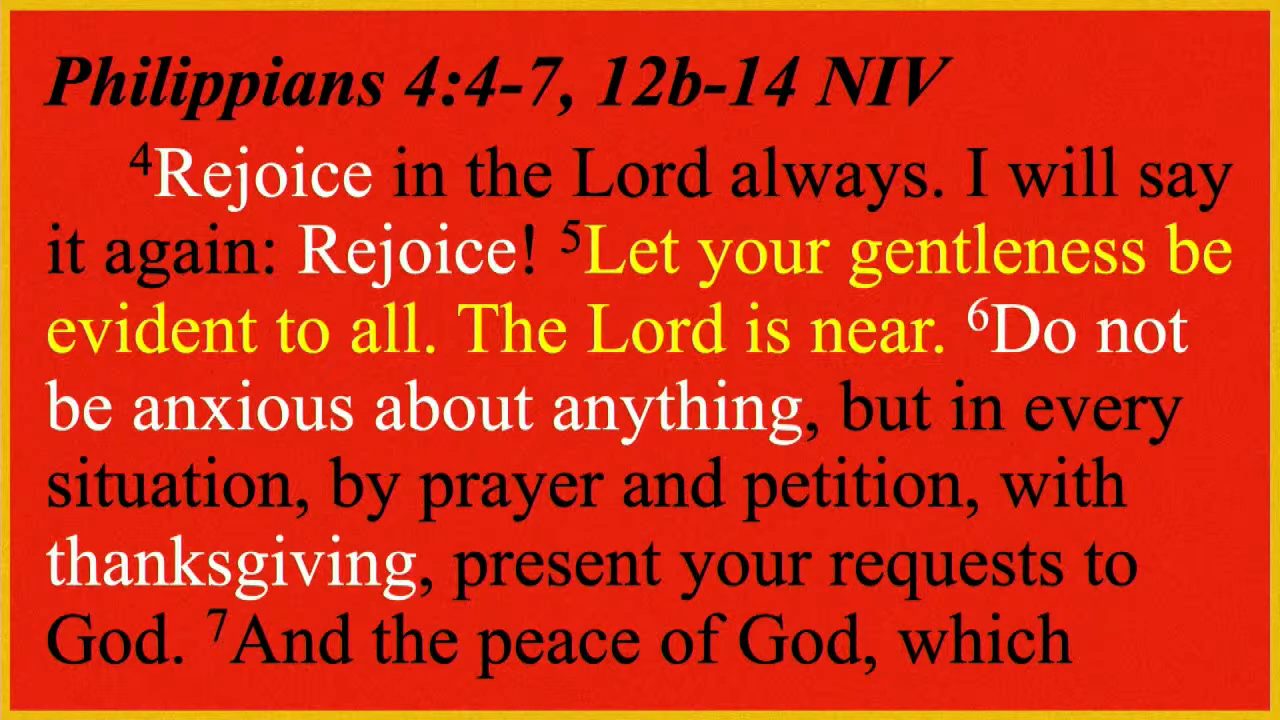 Philippians 4:4-7, 12b-14 NIV
⁴Rejoice in the Lord always. I will say
it again: Rejoice! ⁵Let your gentleness be
evident to all. The Lord is near. ⁶Do not
be anxious about anything, but in every
situation, by prayer and petition, with
thanksgiving, present your requests to
God. ⁷And the peace of God, which